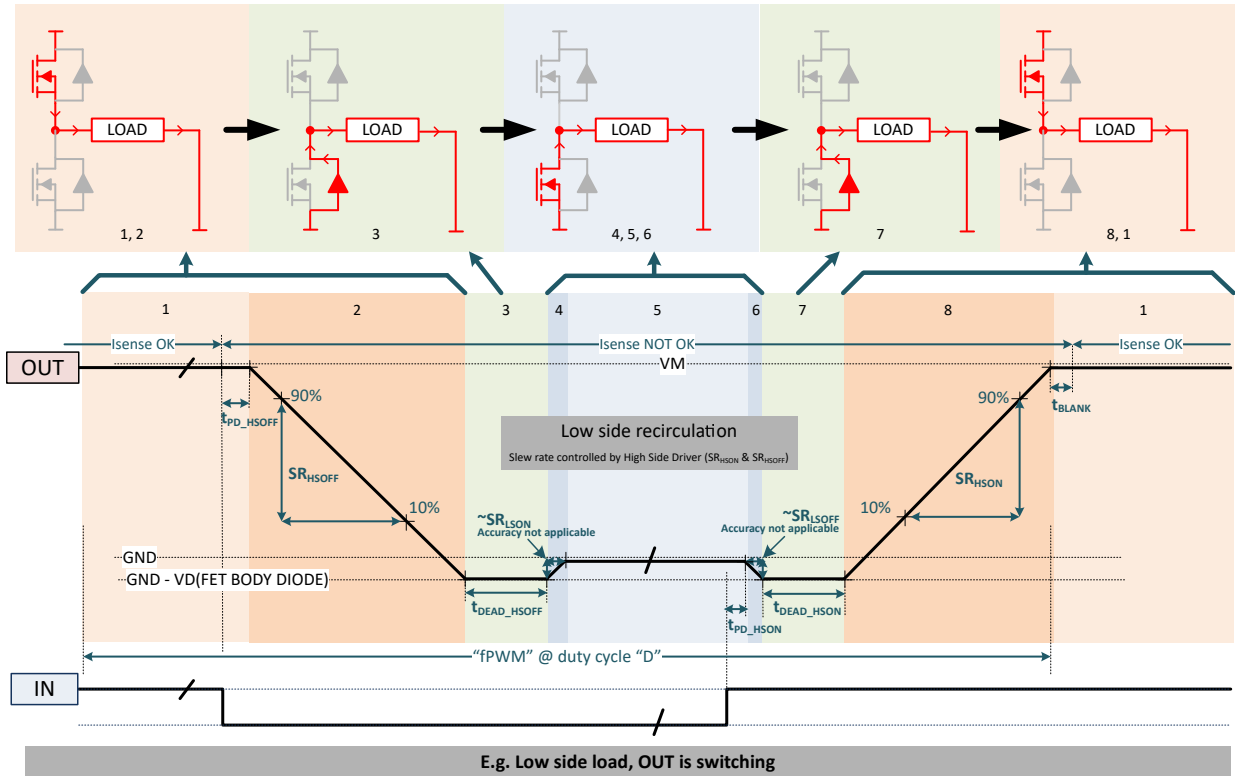 LOAD LOAD LOAD LOAD LOAD
1, 2 3 4, 5, 6 7 8, 1
1 2 3 4 5 6 7 8 1
Isense OK Isense NOT OK Isense OK
OUT VM
90% 90%
tPD_HSOFF tBLANK
Low side recirculation
Slew rate controlled by High Side Driver (SRHSON & SRHSOFF)
SRHSOFF SRHSON
10% 10%
~SRLSON ~SRLSOFF
Accuracy not applicable Accuracy not applicable
GND
GND - VD(FET BODY DIODE)
tDEAD_HSOFF tDEAD_HSON
tPD_HSON
“fPWM” @ duty cycle “D”
IN
E.g. Low side load, OUT is switching